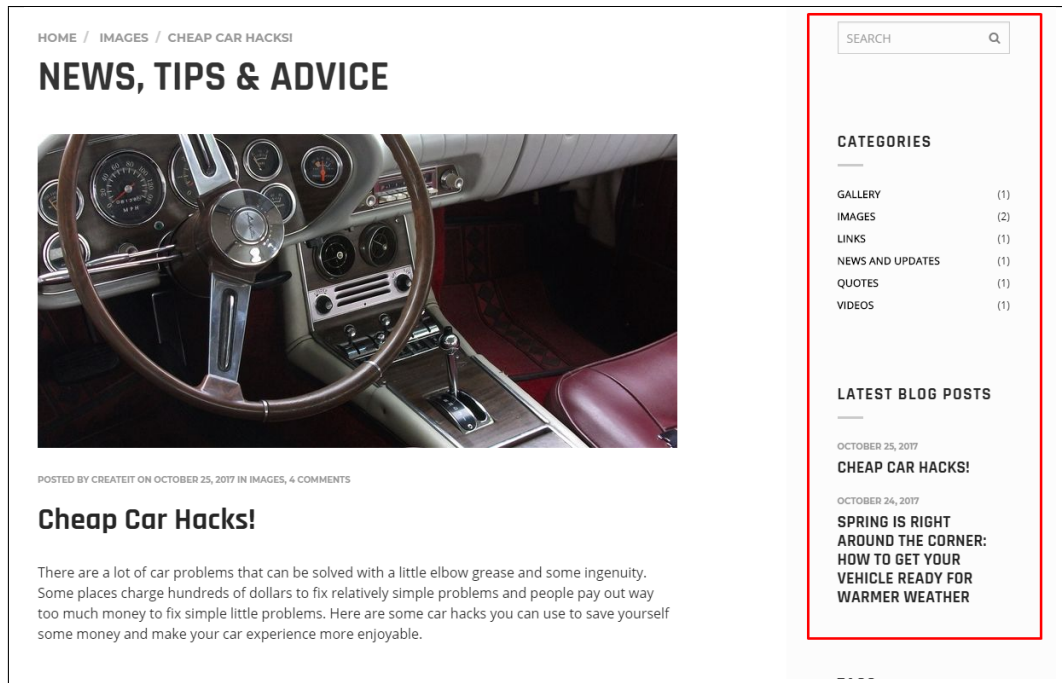 HOME / IMAGES / CHEAP CAR HACKS!
NEWS, TIPS & ADVICE
POSTED BY CREATEIT ON OCTOBER 25, 2017 IN IMAGES, 4 COMMENTS
Cheap Car Hacks!
There are a lot of car problems that can be solved with a little elbow grease and some ingenuity.
Some places charge hundreds of dollars to fix relatively simple problems and people pay out way
too much money to fix simple little problems. Here are some car hacks you can use to save yourself
some money and make your car experience more enjoyable.
SEARCH
CATEGORIES
GALLERY (1)
IMAGES (2)
LINKS (1)
NEWS AND UPDATES (1)
QUOTES (1)
VIDEOS (1)
LATEST BLOG POSTS
OCTOBER 25, 2017
CHEAP CAR HACKS!
OCTOBER 24, 2017
SPRING IS RIGHT
AROUND THE CORNER:
HOW TO GET YOUR
VEHICLE READY FOR
WARMER WEATHER